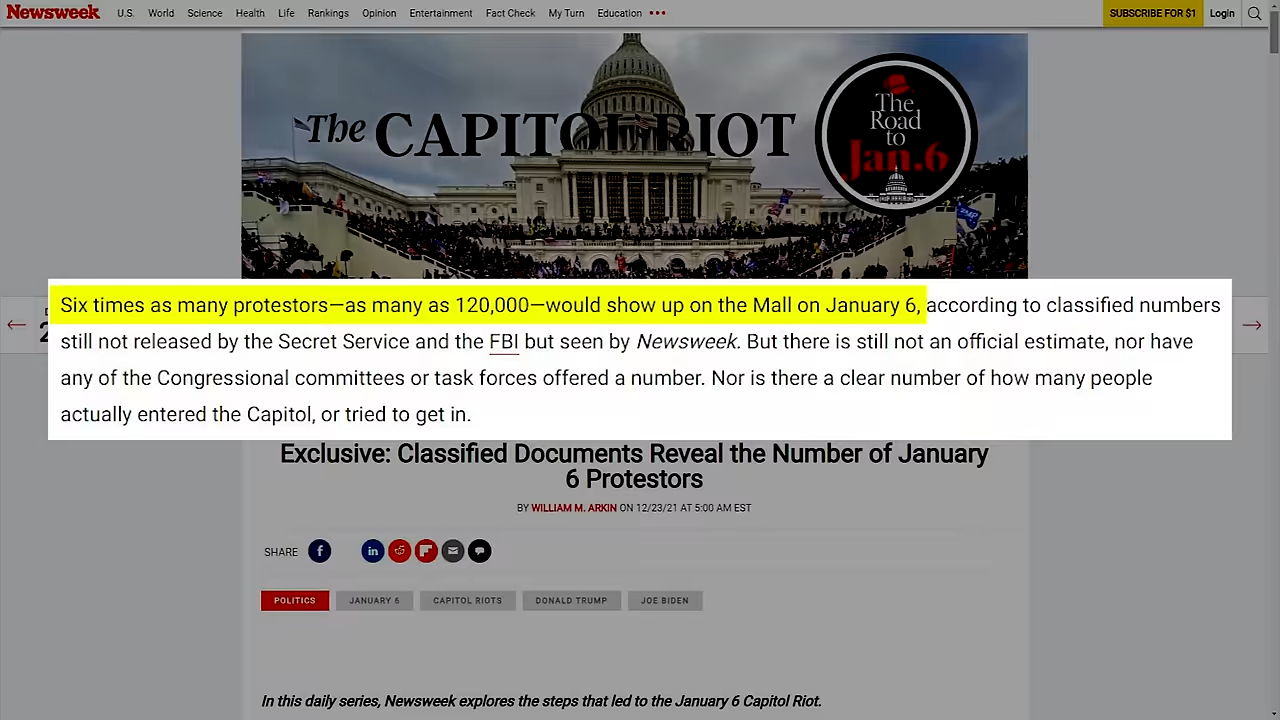 Newsweek U.S. World Science Health Life Rankings Opinion Entertainment Fact Check My Turn Education SUBSCRIBE FOR $1 Login
The CAPITOL RIOT
The
Road
to
Jan.6
Six times as many protestors—as many as 120,000—would show up on the Mall on January 6, according to classified numbers
still not released by the Secret Service and the FBI but seen by Newsweek. But there is still not an official estimate, nor have
any of the Congressional committees or task forces offered a number. Nor is there a clear number of how many people
actually entered the Capitol, or tried to get in.
Exclusive: Classified Documents Reveal the Number of January
6 Protestors
BY WILLIAM M. ARKIN ON 12/23/21 AT 5:00 AM EST
SHARE
POLITICS JANUARY 6 CAPITOL RIOTS DONALD TRUMP JOE BIDEN
In this daily series, Newsweek explores the steps that led to the January 6 Capitol Riot.